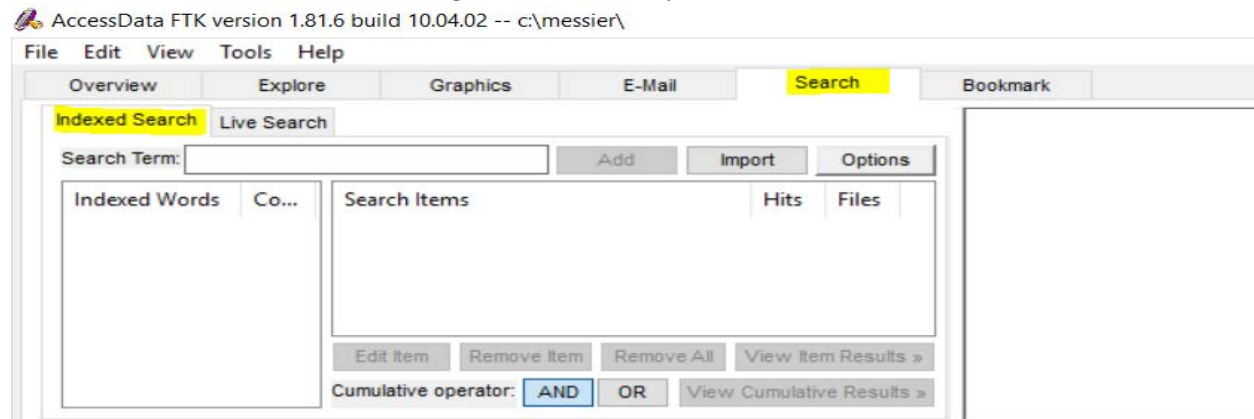 AccessData FTK version 1.81.6 build 10.04.02 -- c:\messier\
File Edit View Tools Help
Overview Explore Graphics E-Mail Search Bookmark
Indexed Search Live Search
Search Term: Add Import Options
Indexed Words Co... Search Items Hits Files
Edit Item Remove Item Remove All View Item Results »
Cumulative operator: AND OR View Cumulative Results »